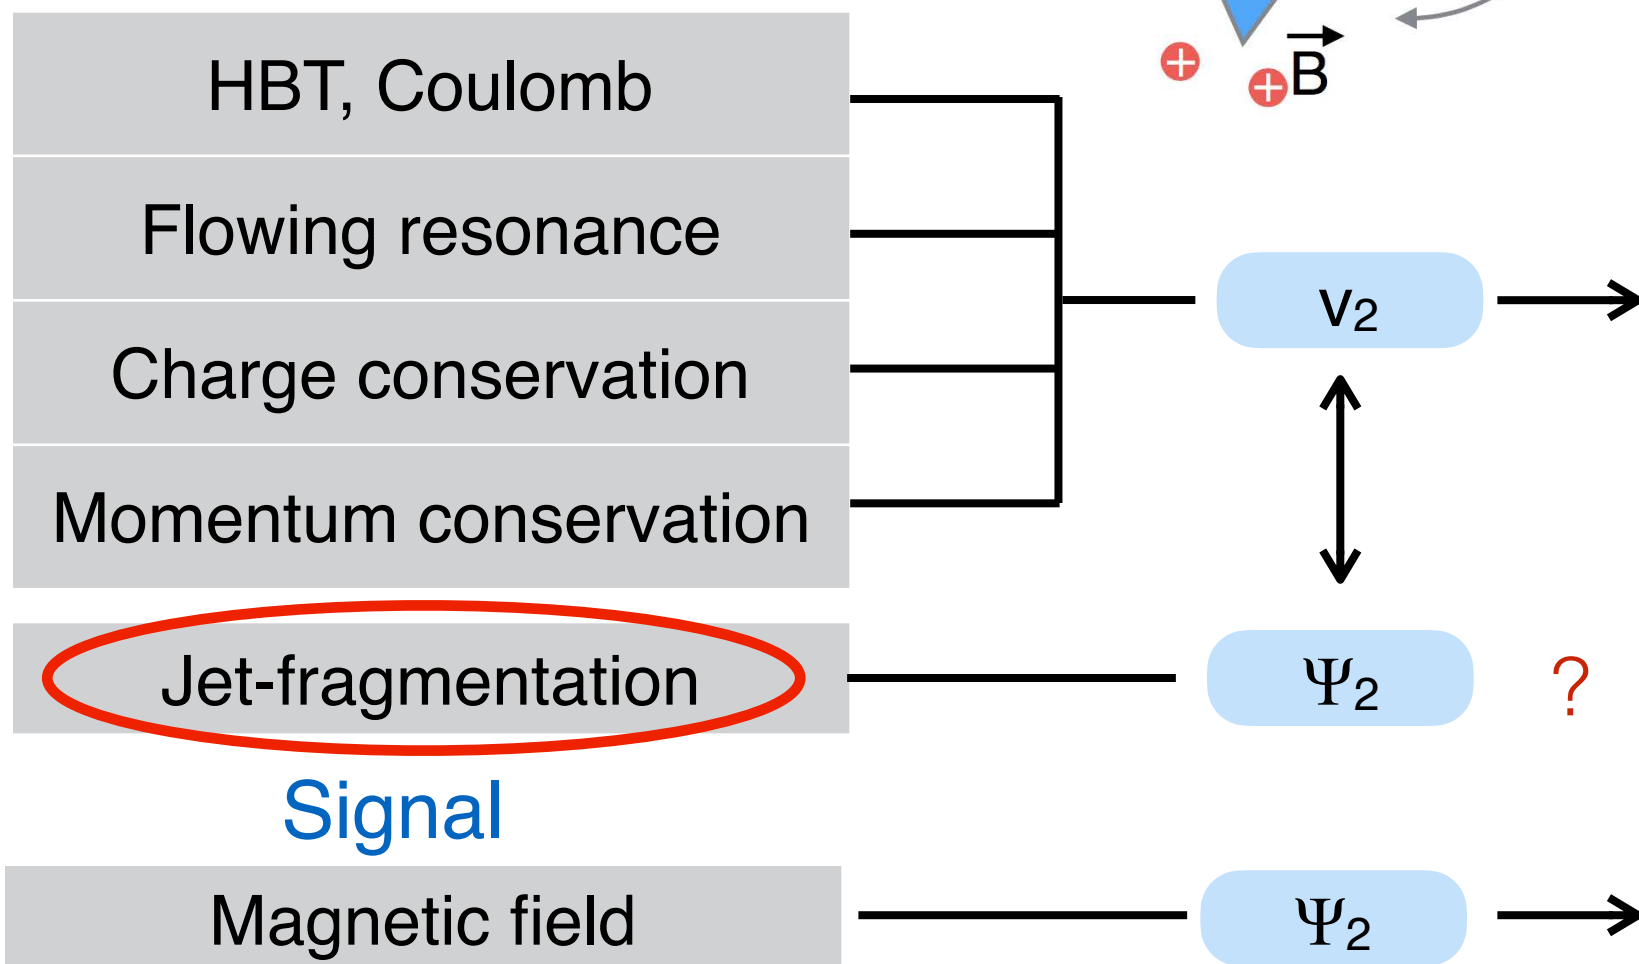 +
+
B
HBT, Coulomb
Flowing resonance
Charge conservation
Momentum conservation
v₂
Jet-fragmentation
Ψ₂
?
Signal
Magnetic field
Ψ₂